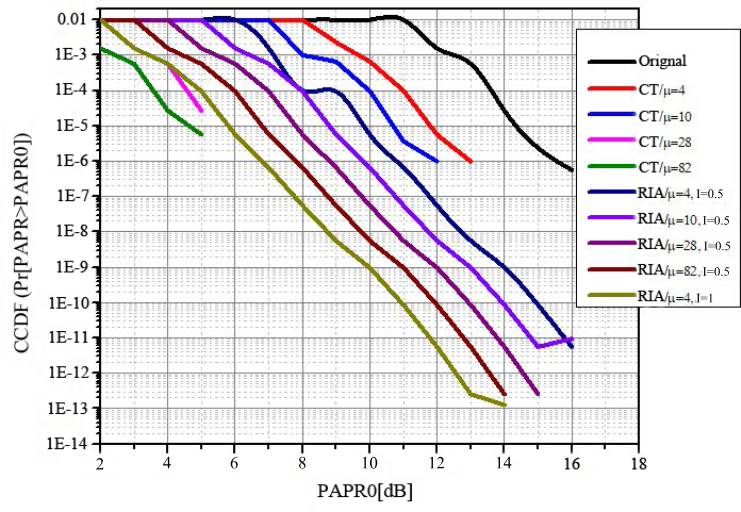 CCDF (Pr[PAPR>PAPR0])
0.01
1E-3
1E-4
1E-5
1E-6
1E-7
1E-8
1E-9
1E-10
1E-11
1E-12
1E-13
1E-14
2 4 6 8 10 12 14 16 18
PAPR0[dB]
Orignal
CT/μ=4
CT/μ=10
CT/μ=28
CT/μ=82
RIA/μ=4, I=0.5
RIA/μ=10, I=0.5
RIA/μ=28, I=0.5
RIA/μ=82, I=0.5
RIA/μ=4, I=1